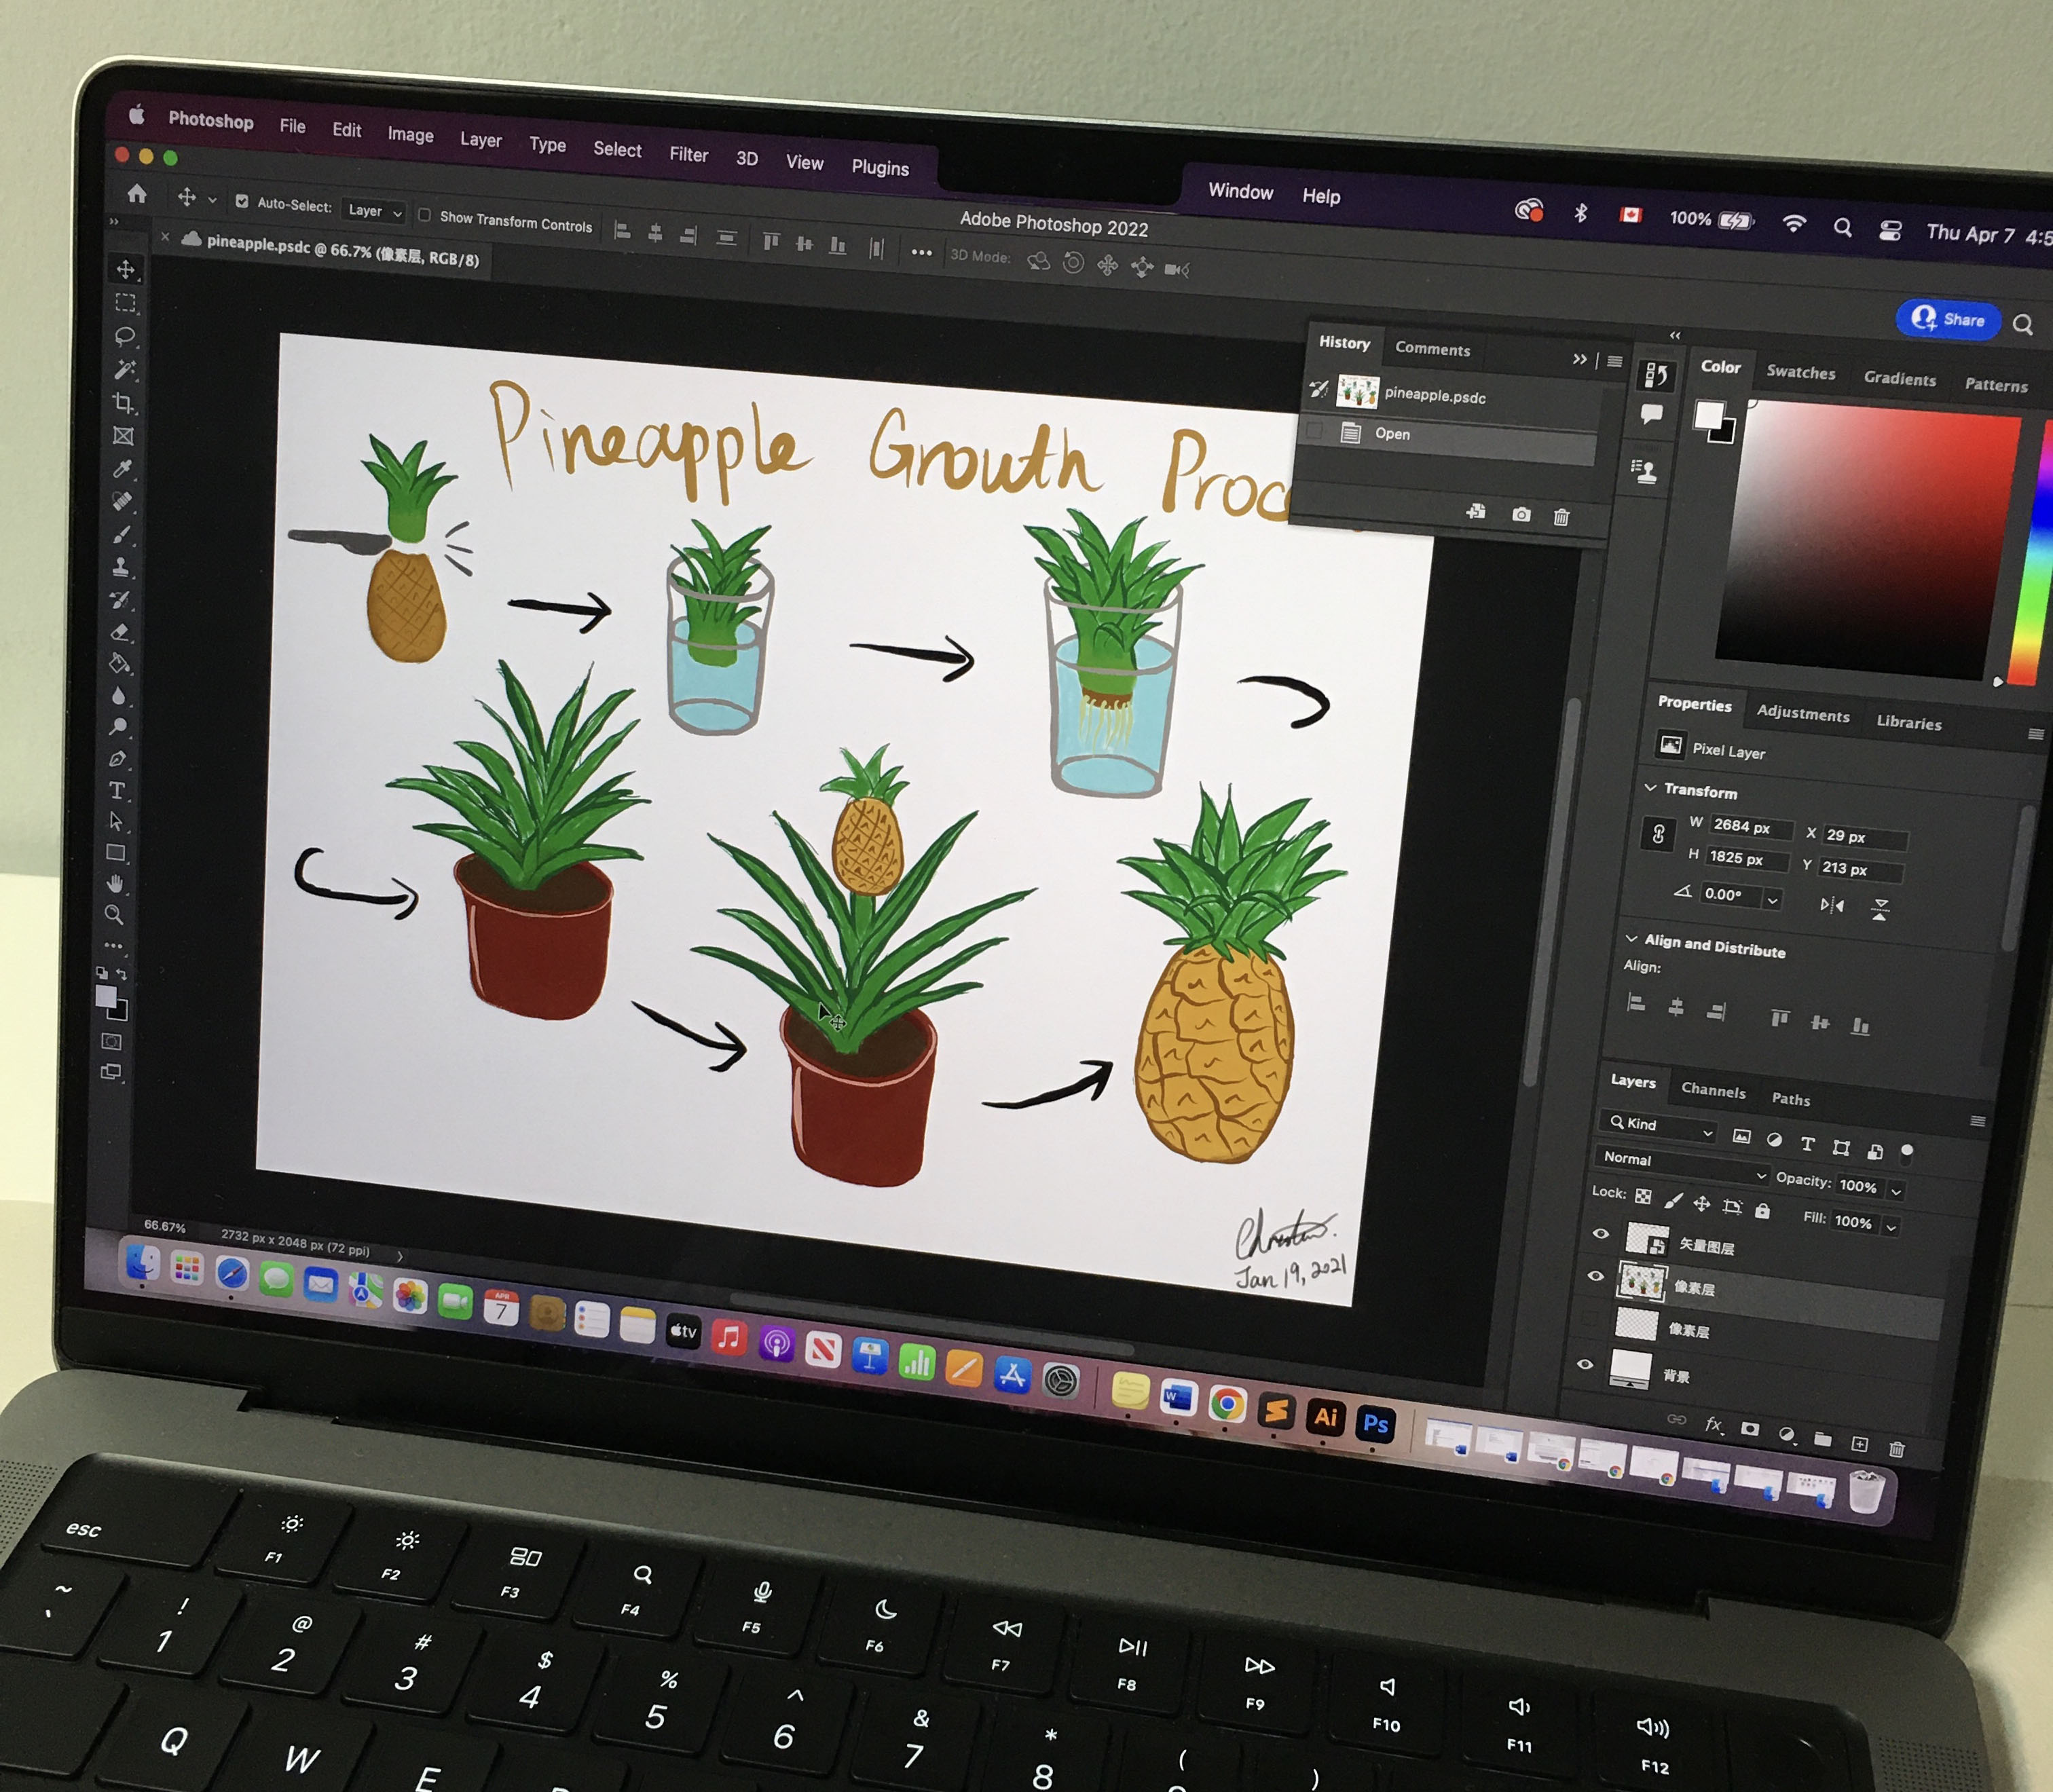 Photoshop File Edit Image Layer Type Select Filter 3D View Plugins Window Help 100% Thu Apr 7
Auto-Select: Layer Show Transform Controls 3D Mode:
Adobe Photoshop 2022
pineapple.psdc @ 66.7% (像素层, RGB/8)
Share
History Comments
pineapple.psdc
Open
Color Swatches Gradients Patterns
Pineapple Growth Proc
Properties Adjustments Libraries
Pixel Layer
Transform
W 2684 px X 29 px
H 1825 px Y 213 px
0.00°
Align and Distribute
Align:
Layers Channels Paths
Kind
Normal Opacity: 100%
Lock: Fill: 100%
矢量图层
像素层
像素层
背景
fx
Jan 19, 2021
66.67% 2732 px x 2048 px (72 ppi)
APR
7
tv
W
Ai
Ps
esc F1 F2 F3 F4 F5 F6 F7 F8 F9 F10 F11 F12
~ ! @ # $ % ^ & * ( )
` 1 2 3 4 5 6 7 8
Q W E